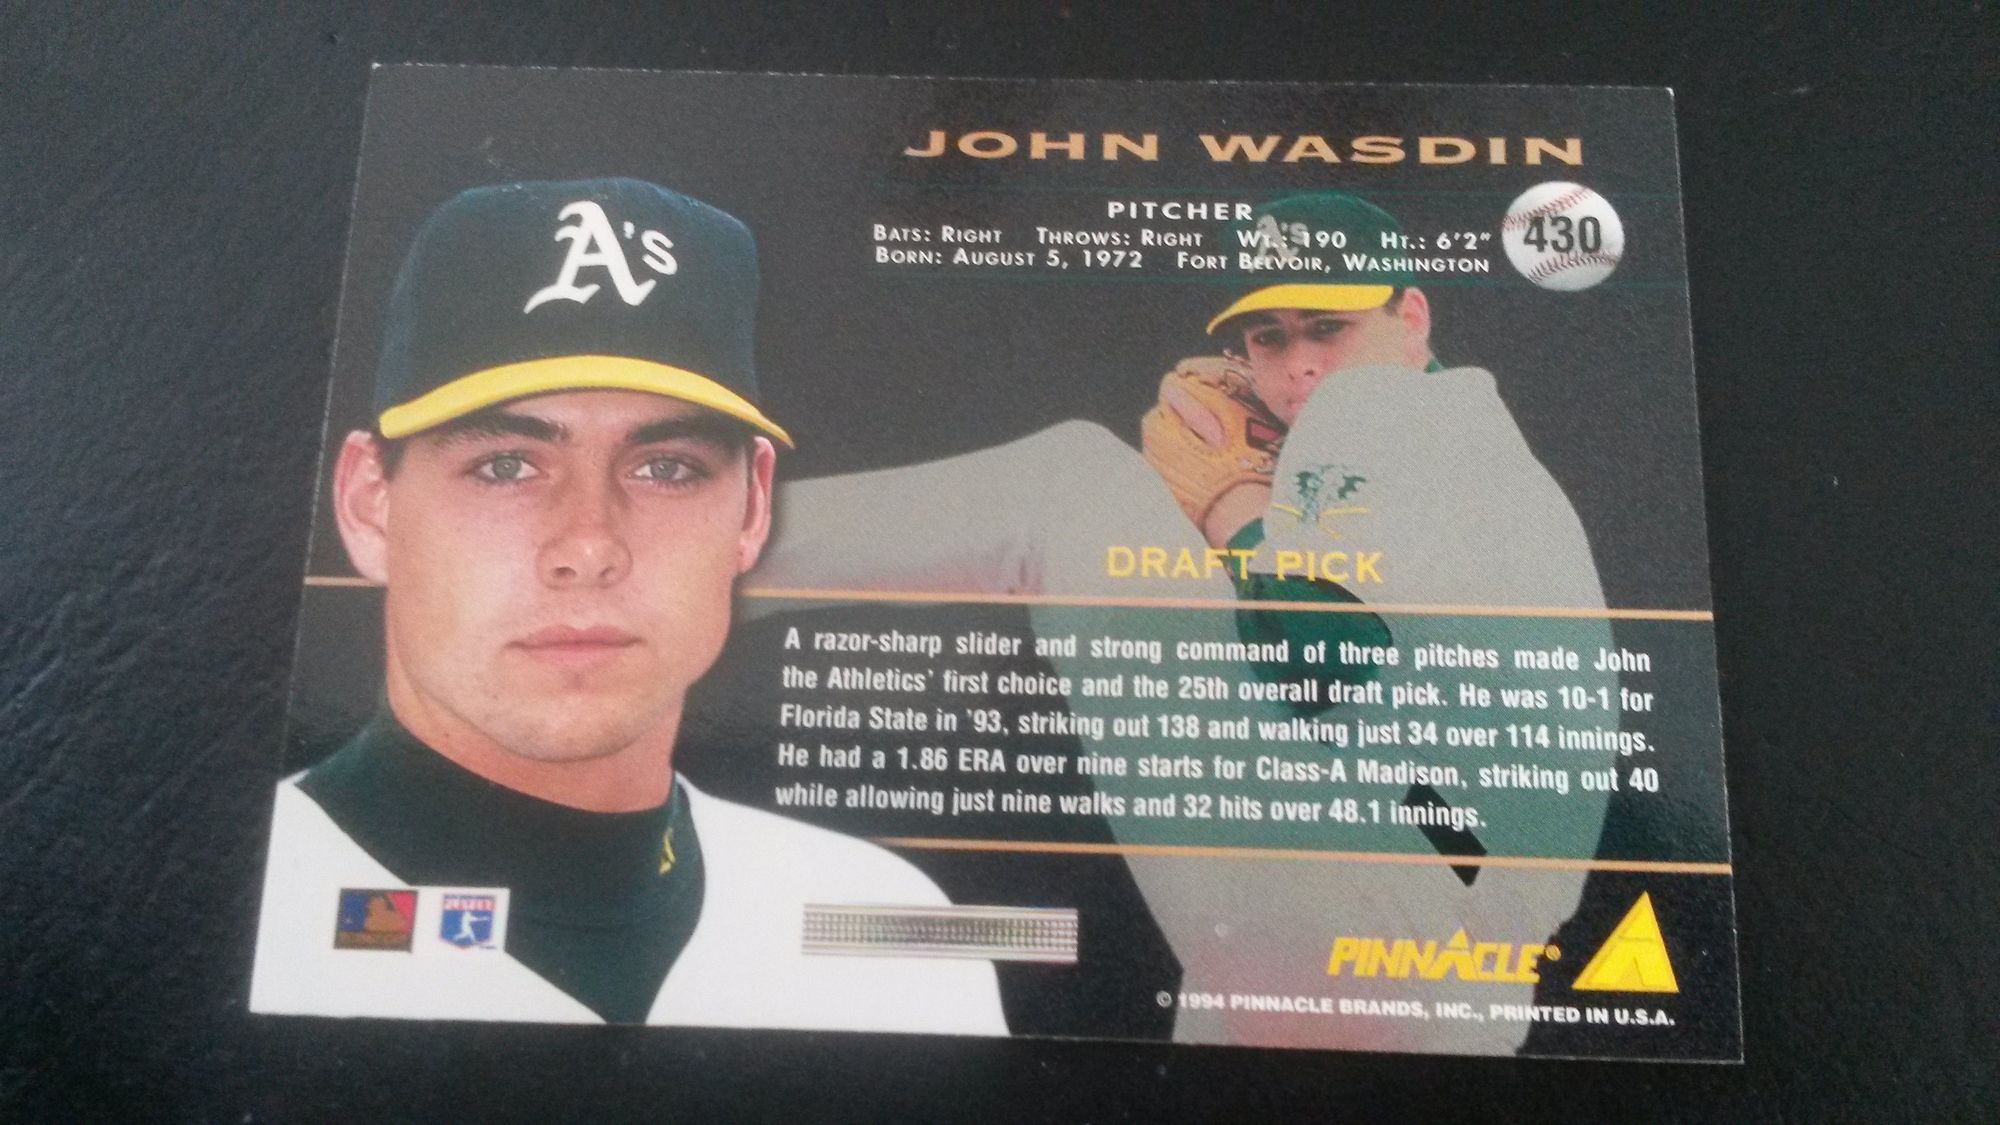 JOHN WASDIN
PITCHER
BATS: RIGHT THROWS: RIGHT WT.: 190 HT.: 6'2"
BORN: AUGUST 5, 1972 FORT BELVOIR, WASHINGTON
430
A's
A's
DRAFT PICK
A razor-sharp slider and strong command of three pitches made John
the Athletics' first choice and the 25th overall draft pick. He was 10-1 for
Florida State in '93, striking out 138 and walking just 34 over 114 innings.
He had a 1.86 ERA over nine starts for Class-A Madison, striking out 40
while allowing just nine walks and 32 hits over 48.1 innings.
PINNACLE®
© 1994 PINNACLE BRANDS, INC., PRINTED IN U.S.A.